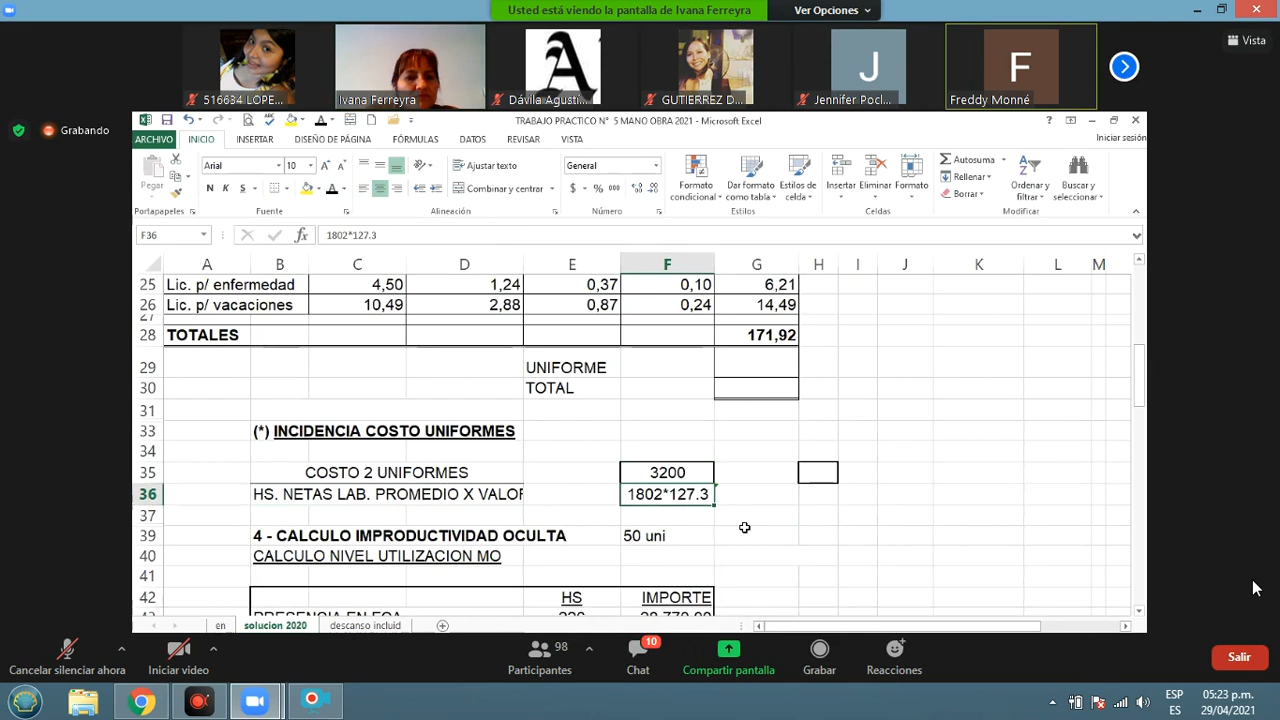 Usted está viendo la pantalla de Ivana Ferreyra
Ver Opciones
Vista
516634 LOPE...
Ivana Ferreyra
A
Dávila Agustí...
GUTIERREZ D...
J
Jennifer Pocl...
F
Freddy Monné
Grabando
TRABAJO PRACTICO N° 5 MANO OBRA 2021 - Microsoft Excel
ARCHIVO INICIO INSERTAR DISEÑO DE PÁGINA FÓRMULAS DATOS REVISAR VISTA
Iniciar sesión
Pegar
Arial 10
N K S
Ajustar texto
Combinar y centrar
General
$ % 000
Formato condicional
Dar formato como tabla
Estilos de celda
Insertar
Eliminar
Formato
Autosuma
Rellenar
Borrar
Ordenar y filtrar
Buscar y seleccionar
Portapapeles
Fuente
Alineación
Número
Estilos
Celdas
Modificar
F36
fx
1802*127.3
A B C D E F G H I J K L M
25 Lic. p/ enfermedad 4,50 1,24 0,37 0,10 6,21
26 Lic. p/ vacaciones 10,49 2,88 0,87 0,24 14,49
27
28 TOTALES 171,92
29 UNIFORME
30 TOTAL
31
33 (*) INCIDENCIA COSTO UNIFORMES
34
35 COSTO 2 UNIFORMES 3200
36 HS. NETAS LAB. PROMEDIO X VALOR 1802*127.3
37
39 4 - CALCULO IMPRODUCTIVIDAD OCULTA 50 uni
40 CALCULO NIVEL UTILIZACION MO
41
42 HS IMPORTE
en
solucion 2020
descanso incluid
Cancelar silenciar ahora
Iniciar video
98
Participantes
10
Chat
Compartir pantalla
Grabar
Reacciones
Salir
ESP
ES
05:23 p.m.
29/04/2021